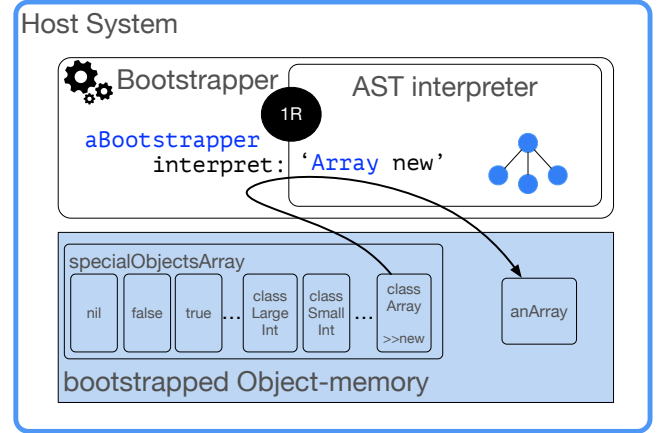 Host System
Bootstrapper
AST interpreter
1R
aBootstrapper
interpret: ‘Array new’
specialObjectsArray
nil
false
true
...
class
Large
Int
class
Small
Int
...
class
Array
>>new
anArray
bootstrapped Object-memory